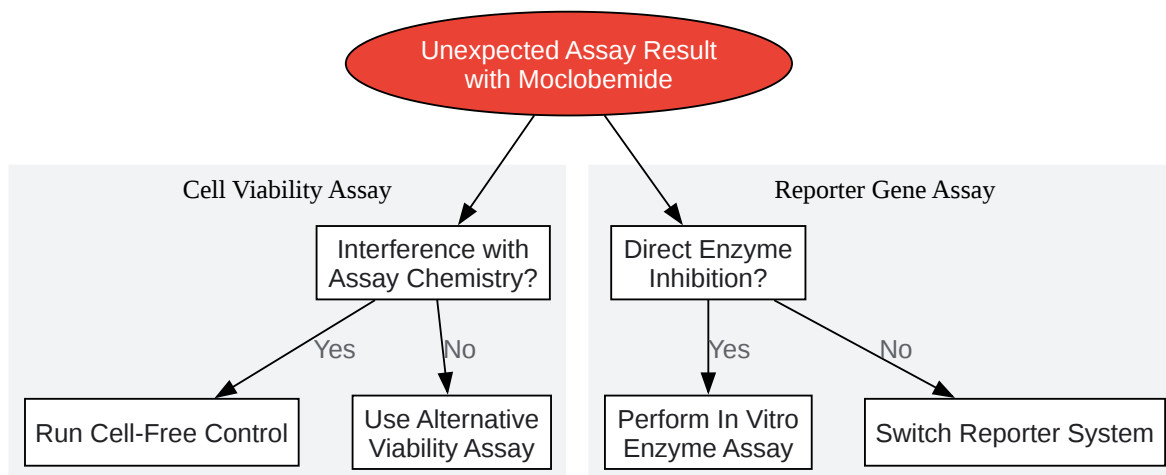 Unexpected Assay Result
with Moclobemide
Cell Viability Assay
Reporter Gene Assay
Interference with
Assay Chemistry?
Direct Enzyme
Inhibition?
Yes
No
Yes
No
Run Cell-Free Control
Use Alternative
Viability Assay
Perform In Vitro
Enzyme Assay
Switch Reporter System